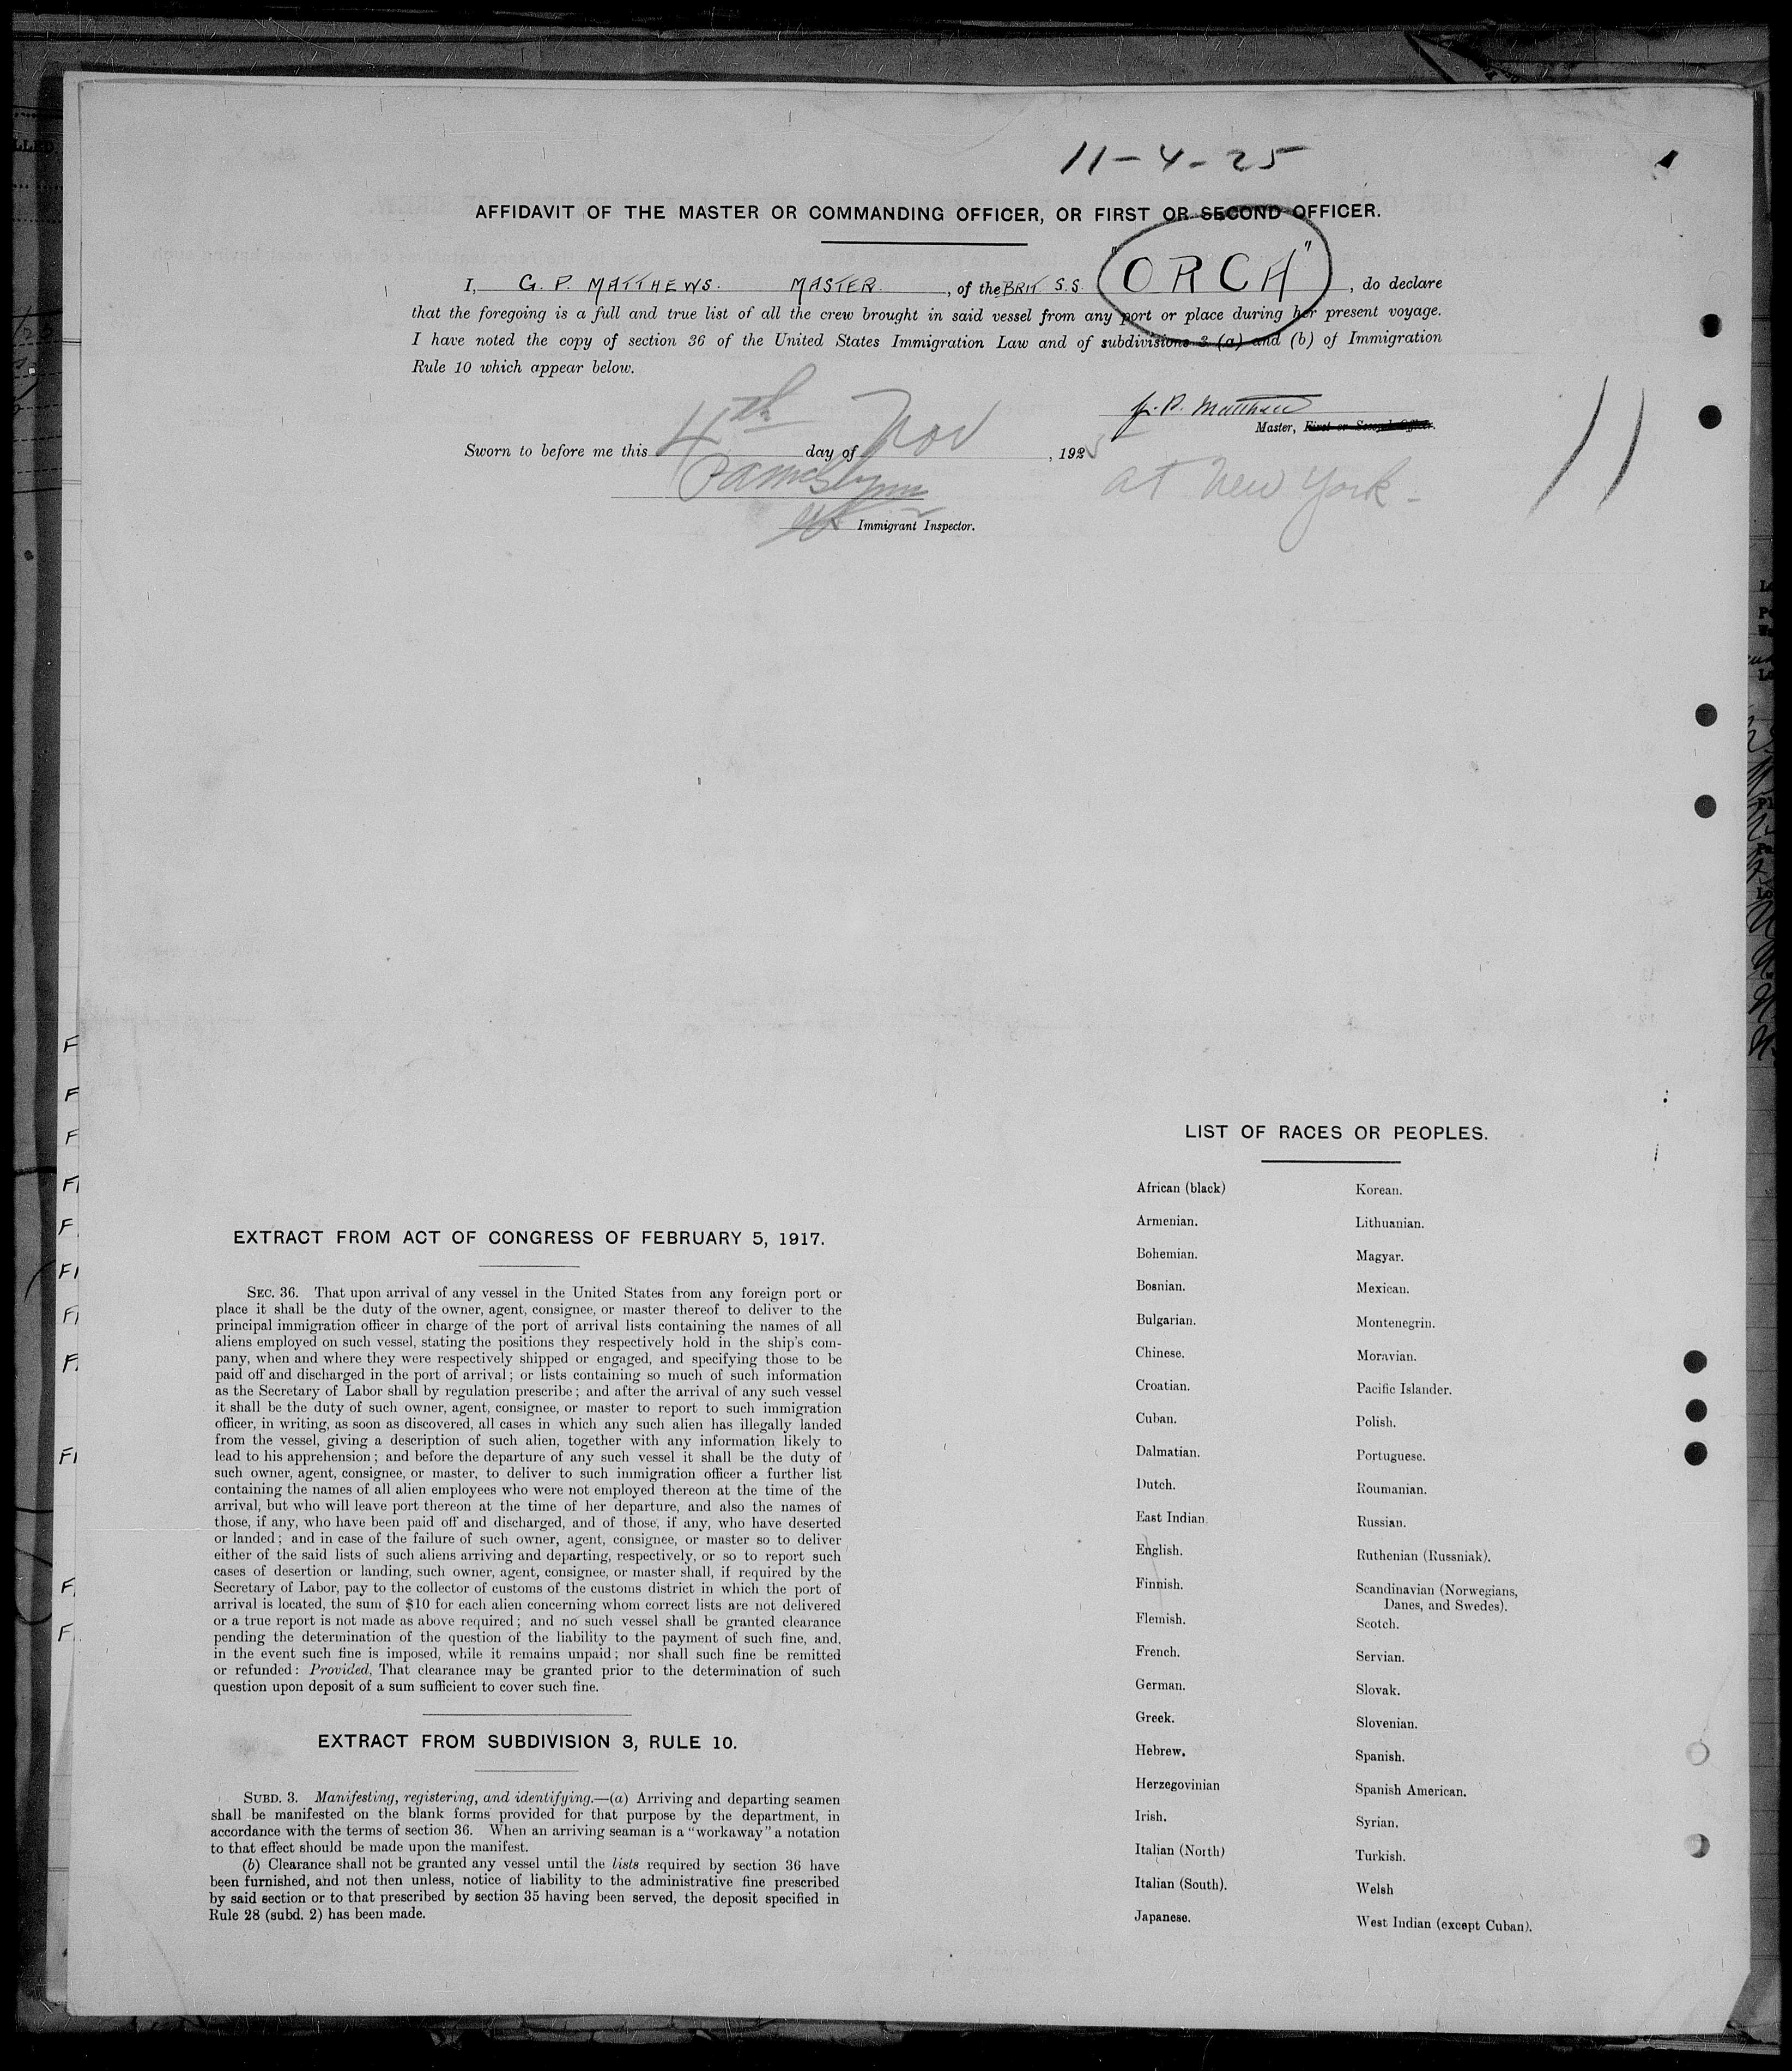 11-4-25
AFFIDAVIT OF THE MASTER OR COMMANDING OFFICER, OR FIRST OR SECOND OFFICER.
I, G. P. MATTHEWS. MASTER. , of the BRIT S.S. "ORCA" , do declare
that the foregoing is a full and true list of all the crew brought in said vessel from any port or place during her present voyage.
I have noted the copy of section 36 of the United States Immigration Law and of subdivisions 3 (a) and (b) of Immigration
Rule 10 which appear below.
G. P. Matthews
Master, First or Second Officer.
Sworn to before me this 4th day of Nov , 1925
at New York -
11
Immigrant Inspector.
EXTRACT FROM ACT OF CONGRESS OF FEBRUARY 5, 1917.
SEC. 36. That upon arrival of any vessel in the United States from any foreign port or
place it shall be the duty of the owner, agent, consignee, or master thereof to deliver to the
principal immigration officer in charge of the port of arrival lists containing the names of all
aliens employed on such vessel, stating the positions they respectively hold in the ship's com-
pany, when and where they were respectively shipped or engaged, and specifying those to be
paid off and discharged in the port of arrival; or lists containing so much of such information
as the Secretary of Labor shall by regulation prescribe; and after the arrival of any such vessel
it shall be the duty of such owner, agent, consignee, or master to report to such immigration
officer, in writing, as soon as discovered, all cases in which any such alien has illegally landed
from the vessel, giving a description of such alien, together with any information likely to
lead to his apprehension; and before the departure of any such vessel it shall be the duty of
such owner, agent, consignee, or master, to deliver to such immigration officer a further list
containing the names of all alien employees who were not employed thereon at the time of the
arrival, but who will leave port thereon at the time of her departure, and also the names of
those, if any, who have been paid off and discharged, and of those, if any, who have deserted
or landed; and in case of the failure of such owner, agent, consignee, or master so to deliver
either of the said lists of such aliens arriving and departing, respectively, or so to report such
cases of desertion or landing, such owner, agent, consignee, or master shall, if required by the
Secretary of Labor, pay to the collector of customs of the customs district in which the port of
arrival is located, the sum of $10 for each alien concerning whom correct lists are not delivered
or a true report is not made as above required; and no such vessel shall be granted clearance
pending the determination of the question of the liability to the payment of such fine, and,
in the event such fine is imposed, while it remains unpaid; nor shall such fine be remitted
or refunded: Provided, That clearance may be granted prior to the determination of such
question upon deposit of a sum sufficient to cover such fine.
EXTRACT FROM SUBDIVISION 3, RULE 10.
SUBD. 3. Manifesting, registering, and identifying.—(a) Arriving and departing seamen
shall be manifested on the blank forms provided for that purpose by the department, in
accordance with the terms of section 36. When an arriving seaman is a "workaway" a notation
to that effect should be made upon the manifest.
(b) Clearance shall not be granted any vessel until the lists required by section 36 have
been furnished, and not then unless, notice of liability to the administrative fine prescribed
by said section or to that prescribed by section 35 having been served, the deposit specified in
Rule 28 (subd. 2) has been made.
LIST OF RACES OR PEOPLES.
African (black)
Armenian.
Bohemian.
Bosnian.
Bulgarian.
Chinese.
Croatian.
Cuban.
Dalmatian.
Dutch.
East Indian
English.
Finnish.
Flemish.
French.
German.
Greek.
Hebrew.
Herzegovinian
Irish.
Italian (North)
Italian (South).
Japanese.
Korean.
Lithuanian.
Magyar.
Mexican.
Montenegrin.
Moravian.
Pacific Islander.
Polish.
Portuguese.
Roumanian.
Russian.
Ruthenian (Russniak).
Scandinavian (Norwegians,
Danes, and Swedes).
Scotch.
Servian.
Slovak.
Slovenian.
Spanish.
Spanish American.
Syrian.
Turkish.
Welsh
West Indian (except Cuban).